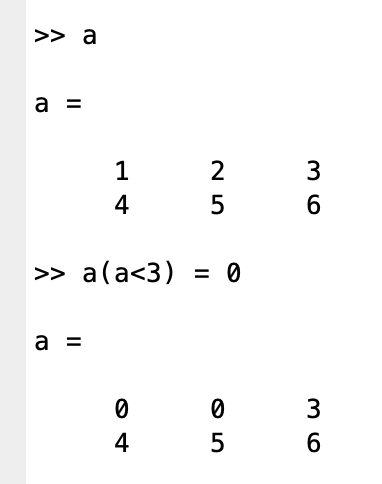 >> a
a =
1 2 3
4 5 6
>> a(a<3) = 0
a =
0 0 3
4 5 6